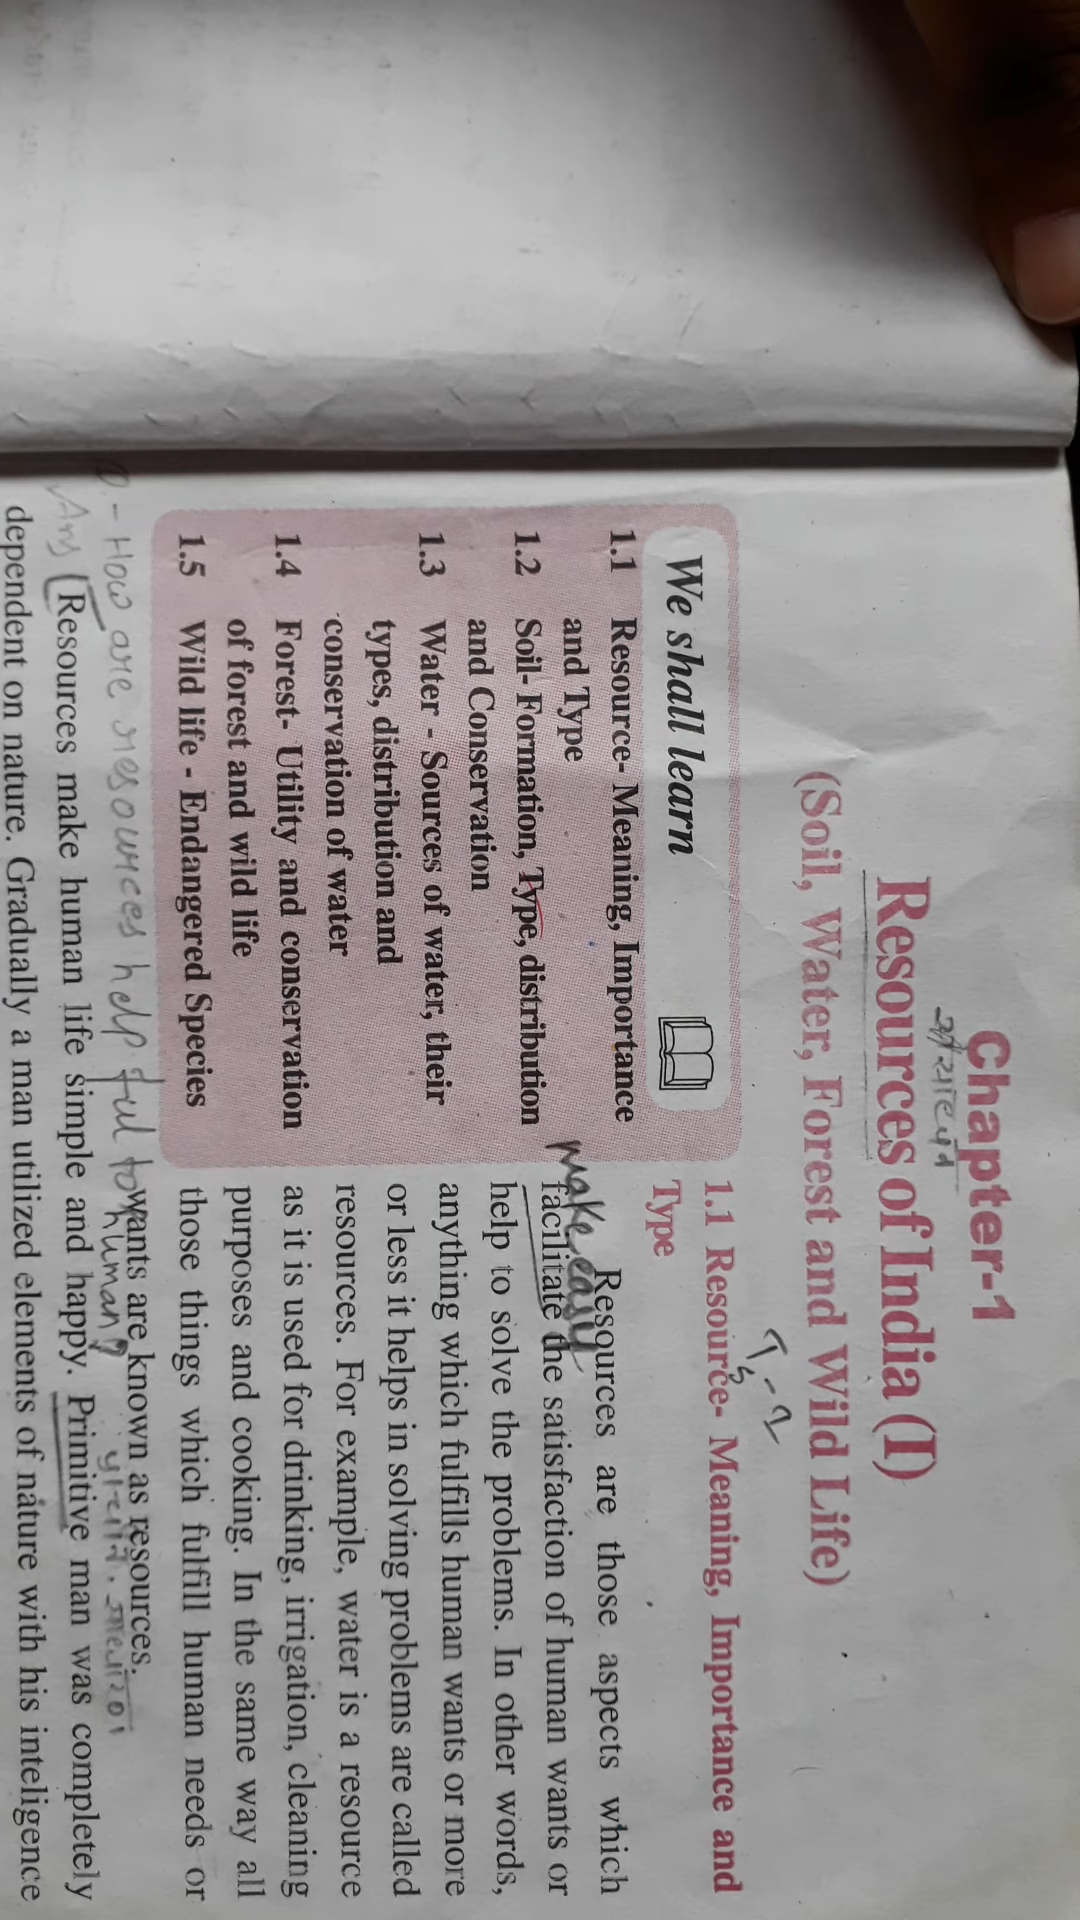 Chapter-1
Resources of India (I)
(Soil, Water, Forest and Wild Life)
We shall learn
1.1 Resource- Meaning, Importance
and Type
1.2 Soil- Formation, Type, distribution
and Conservation
1.3 Water - Sources of water, their
types, distribution and
conservation of water
1.4 Forest- Utility and conservation
of forest and wild life
1.5 Wild life - Endangered Species
1.1 Resource- Meaning, Importance and
Type
Resources are those aspects which
make easy
facilitate the satisfaction of human wants or
help to solve the problems. In other words,
anything which fulfills human wants or more
or less it helps in solving problems are called
resources. For example, water is a resource
as it is used for drinking, irrigation, cleaning
purposes and cooking. In the same way all
those things which fulfill human needs or
wants are known as resources.
Q - How are resources help ful to
human?
Ans
Resources make human life simple and happy. Primitive man was completely
dependent on nature. Gradually a man utilized elements of nature with his inteligence